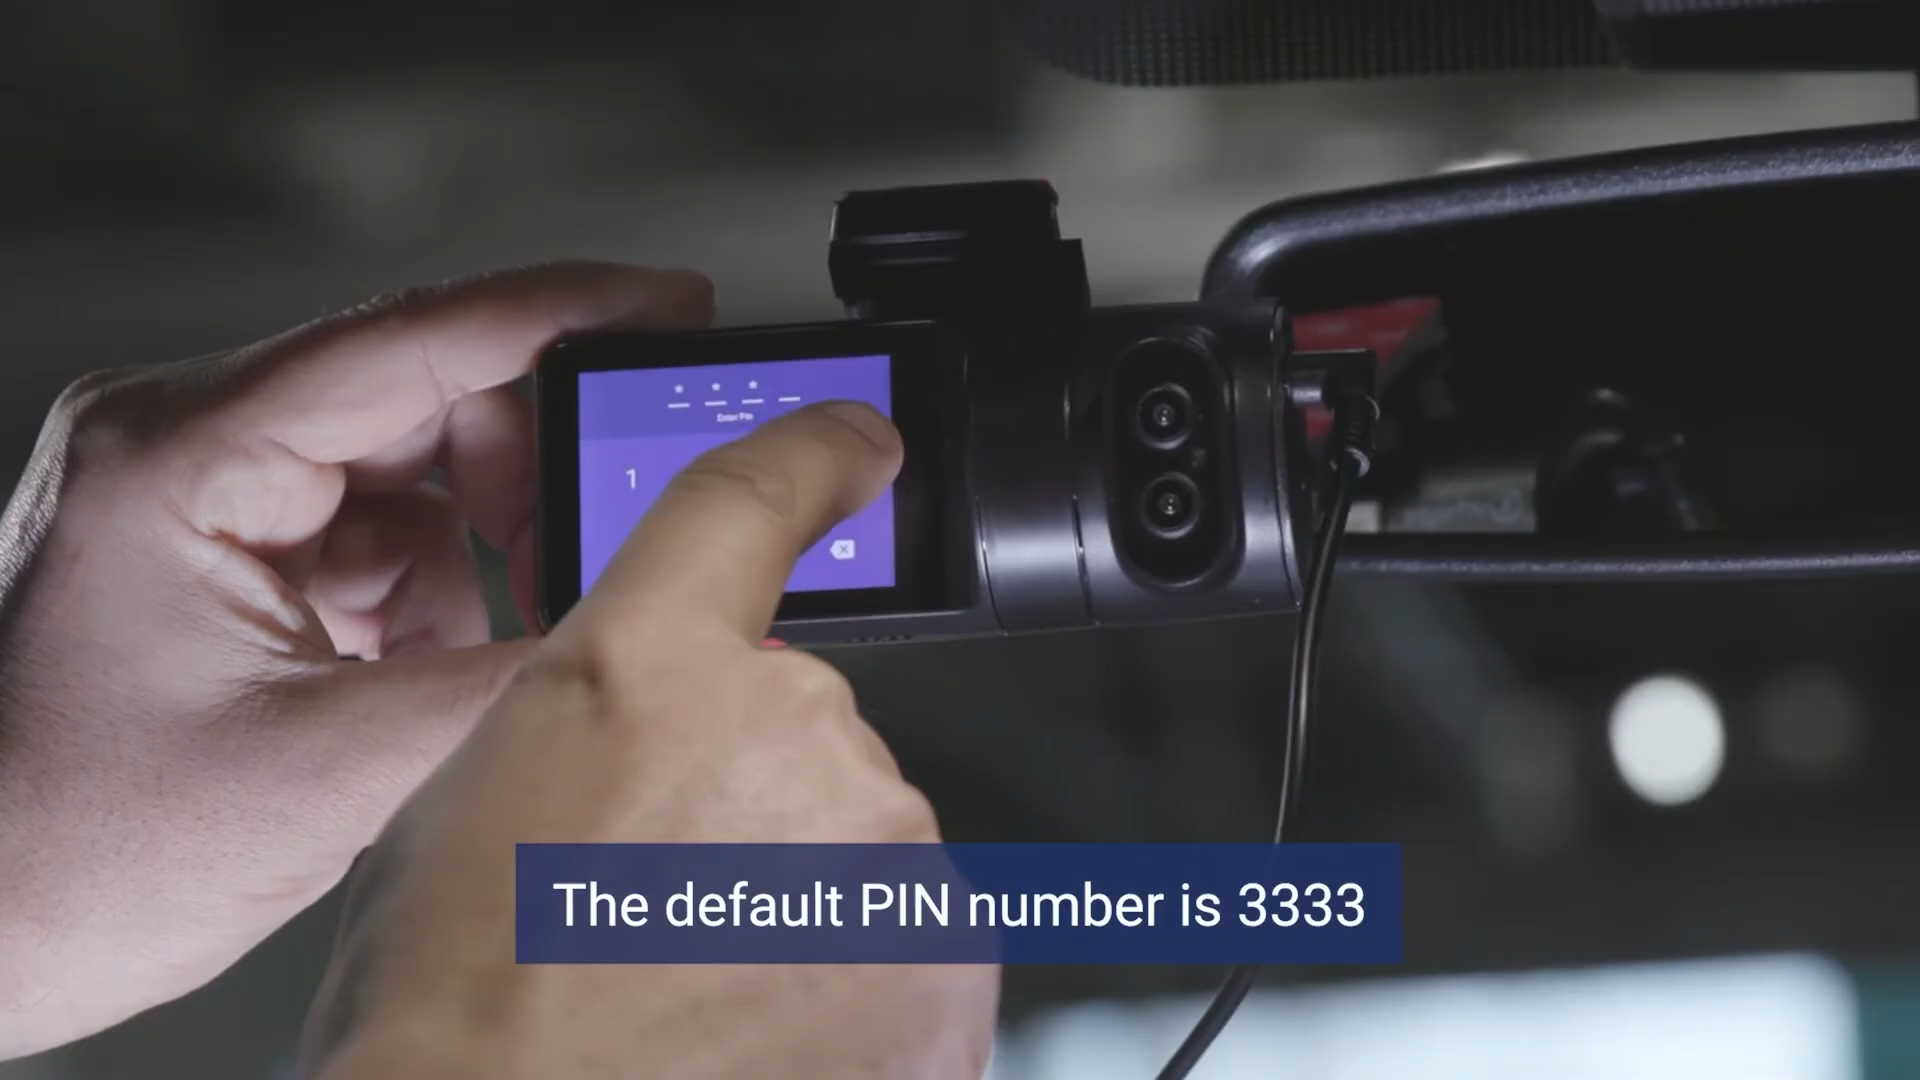 * * *
Enter Pin
1
The default PIN number is 3333